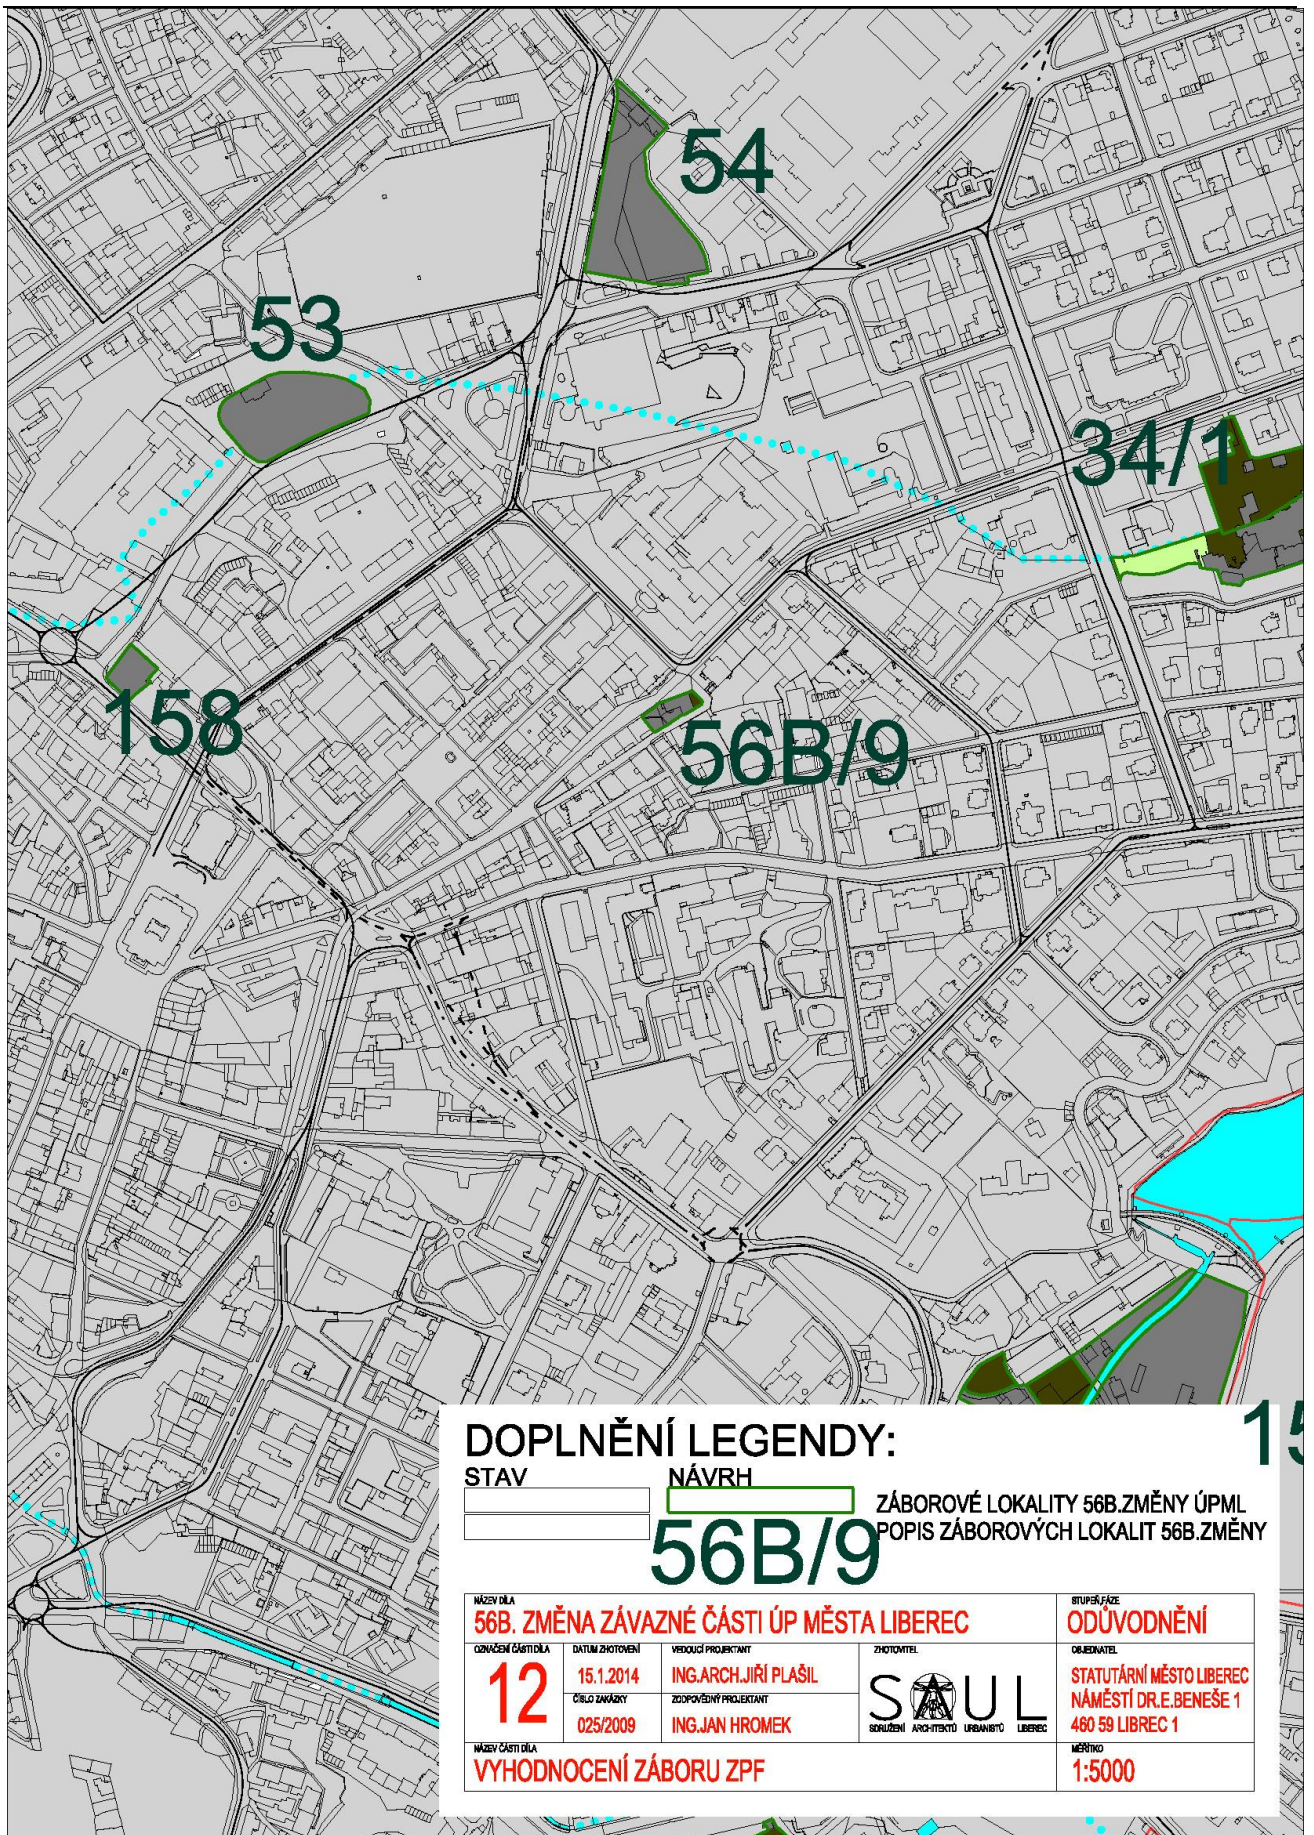 54
53
34/1
158
56B/9
15
DOPLNĚNÍ LEGENDY:
STAV NÁVRH
ZÁBOROVÉ LOKALITY 56B.ZMĚNY ÚPML
56B/9 POPIS ZÁBOROVÝCH LOKALIT 56B.ZMĚNY
NÁZEV DÍLA
56B. ZMĚNA ZÁVAZNÉ ČÁSTI ÚP MĚSTA LIBEREC
STUPEŇ,FÁZE
ODŮVODNĚNÍ
OZNAČENÍ ČÁSTI DÍLA
12
DATUM ZHOTOVENÍ
15.1.2014
ČÍSLO ZAKÁZKY
025/2009
VEDOUCÍ PROJEKTANT
ING.ARCH.JIŘÍ PLAŠIL
ZODPOVĚDNÝ PROJEKTANT
ING.JAN HROMEK
ZHOTOVITEL
SAUL
SDRUŽENÍ ARCHITEKTŮ URBANISTŮ LIBEREC
OBJEDNATEL
STATUTÁRNÍ MĚSTO LIBEREC
NÁMĚSTÍ DR.E.BENEŠE 1
460 59 LIBREC 1
NÁZEV ČÁSTI DÍLA
VYHODNOCENÍ ZÁBORU ZPF
MĚŘÍTKO
1:5000